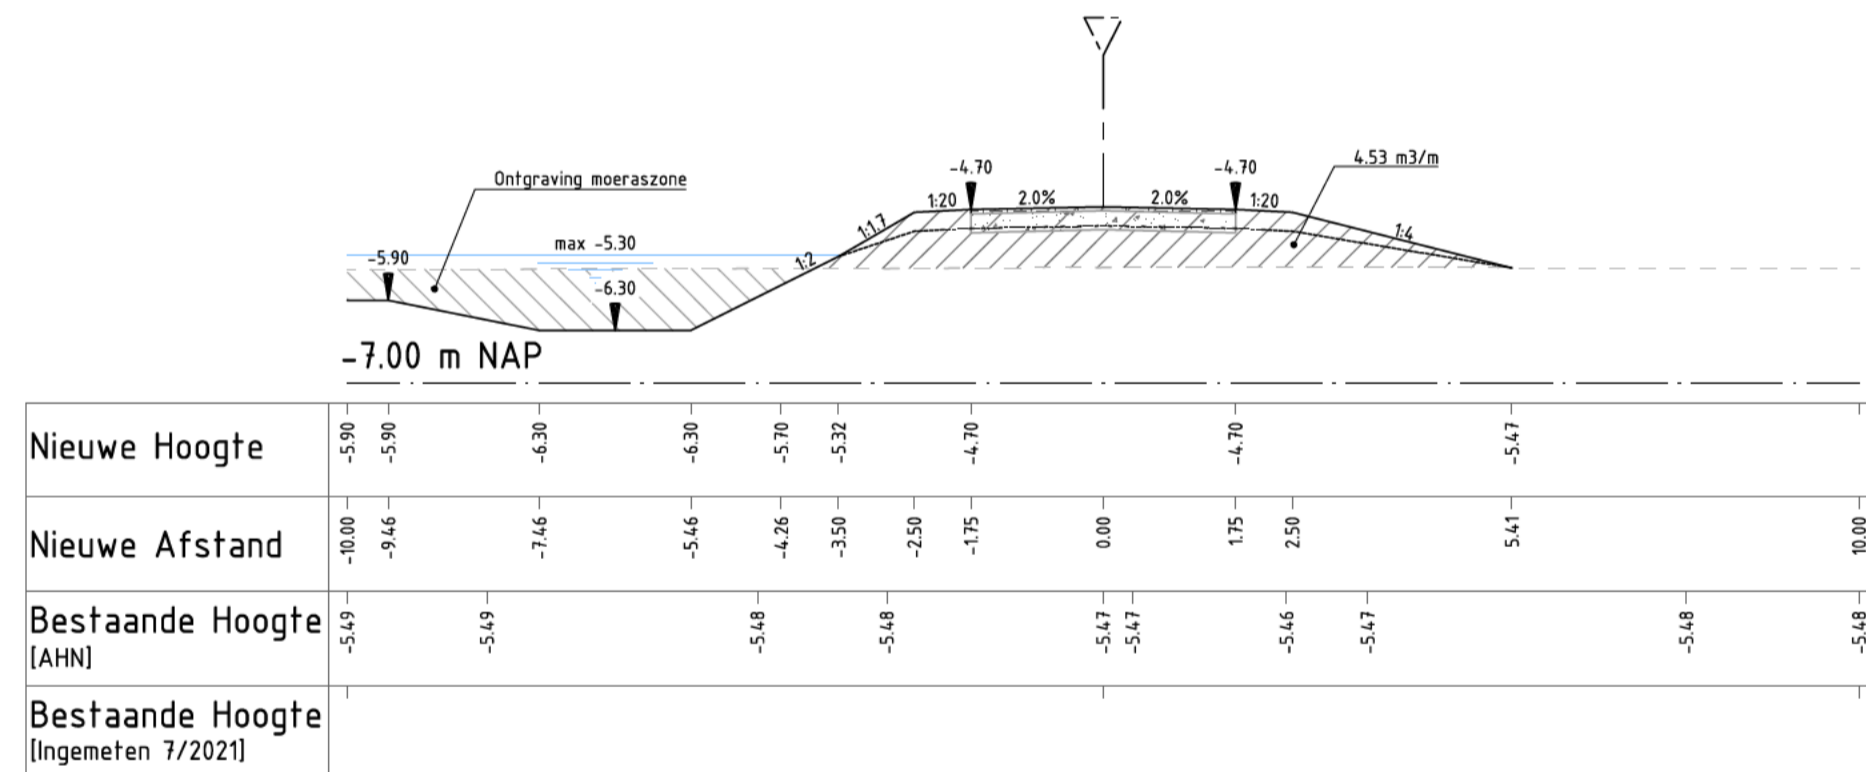 4.53 m3/m
-4.70
-4.70
Ontgraving moeraszone
1:20
2.0%
2.0%
1:20
1:1.7
1:4
max -5.30
-5.90
1:2
-6.30
-7.00 m NAP
Nieuwe Hoogte
-5.90 -5.90 -6.30 -6.30 -5.70 -5.32 -4.70 -4.70 -5.47
Nieuwe Afstand
-10.00 -9.46 -7.46 -5.46 -4.26 -3.50 -2.50 -1.75 0.00 1.75 2.50 5.41 10.00
Bestaande Hoogte
[AHN]
-5.49 -5.49 -5.48 -5.48 -5.47 -5.47 -5.46 -5.47 -5.48 -5.48
Bestaande Hoogte
[Ingemeten 7/2021]